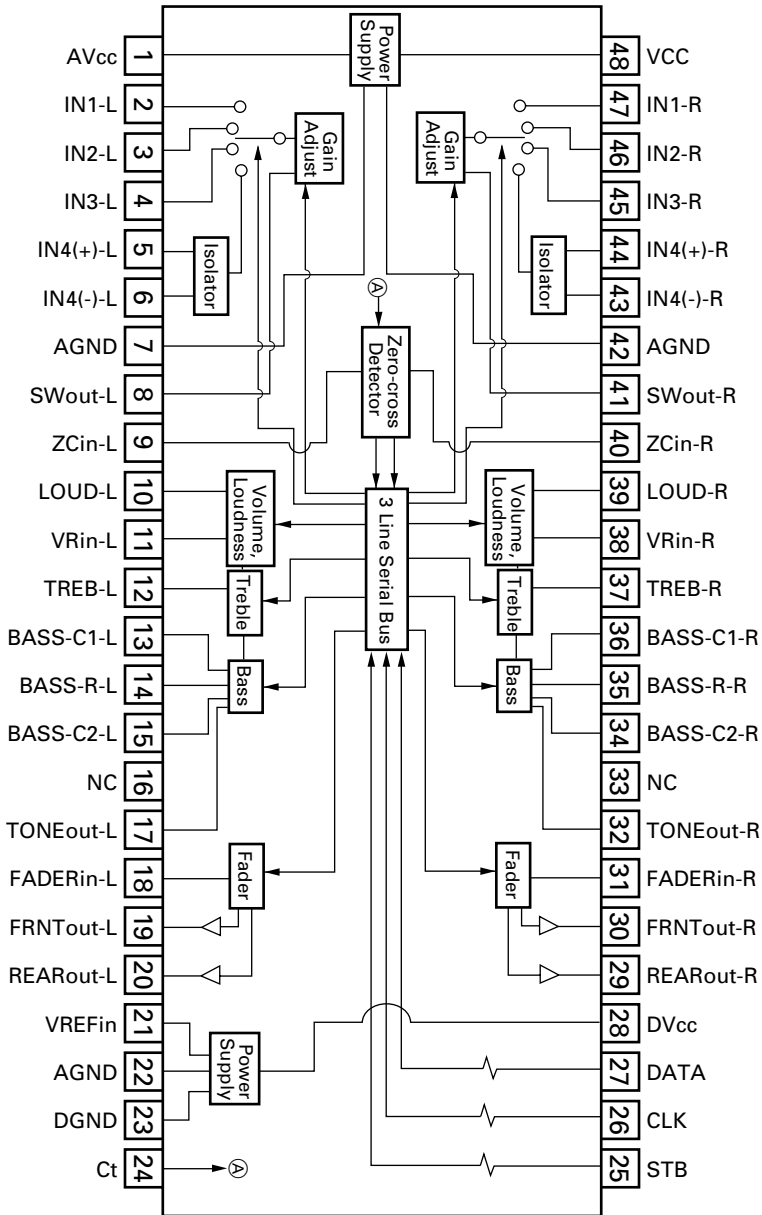 AVcc 1
IN1-L 2
IN2-L 3
IN3-L 4
IN4(+)-L 5
IN4(-)-L 6
AGND 7
SWout-L 8
ZCin-L 9
LOUD-L 10
VRin-L 11
TREB-L 12
BASS-C1-L 13
BASS-R-L 14
BASS-C2-L 15
NC 16
TONEout-L 17
FADERin-L 18
FRNTout-L 19
REARout-L 20
VREFin 21
AGND 22
DGND 23
Ct 24
Power
Supply
Gain
Adjust
Gain
Adjust
Isolator
Isolator
A
Zero-cross
Detector
Volume,
Loudness
3 Line Serial Bus
Volume,
Loudness
Treble
Treble
Bass
Bass
Fader
Fader
Power
Supply
A
48 VCC
47 IN1-R
46 IN2-R
45 IN3-R
44 IN4(+)-R
43 IN4(-)-R
42 AGND
41 SWout-R
40 ZCin-R
39 LOUD-R
38 VRin-R
37 TREB-R
36 BASS-C1-R
35 BASS-R-R
34 BASS-C2-R
33 NC
32 TONEout-R
31 FADERin-R
30 FRNTout-R
29 REARout-R
28 DVcc
27 DATA
26 CLK
25 STB